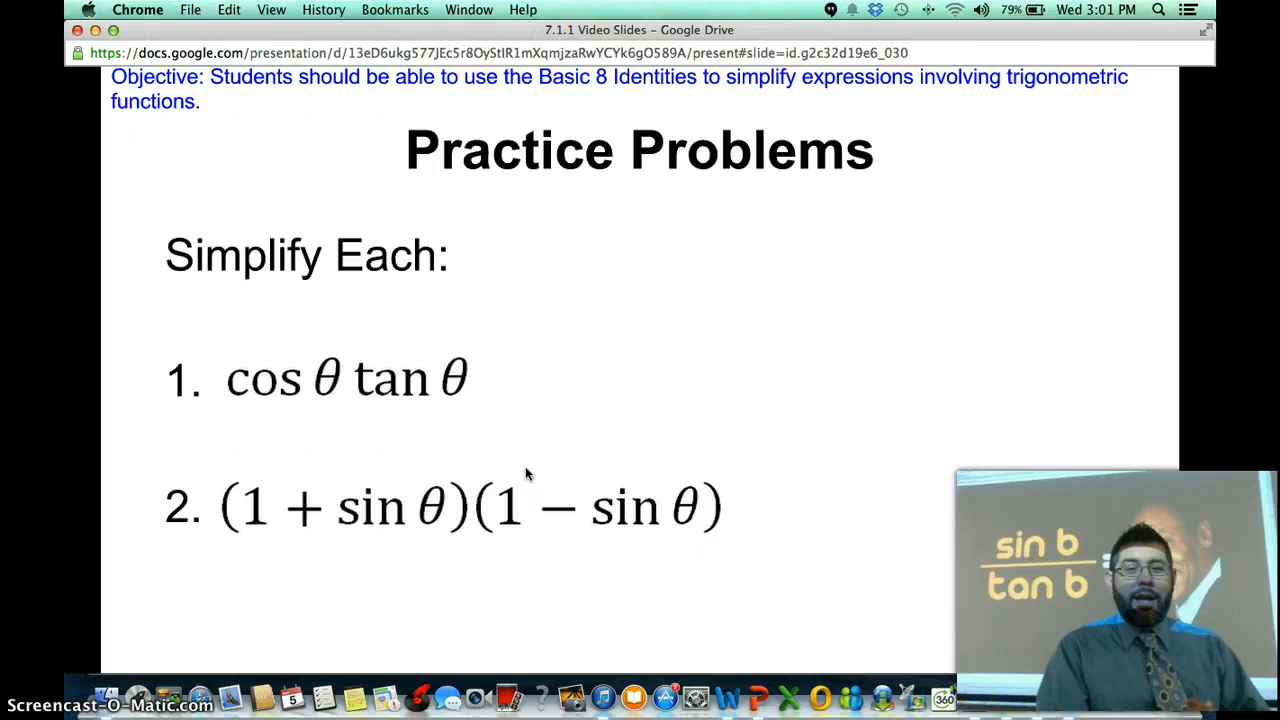 Chrome File Edit View History Bookmarks Window Help 79% Wed 3:01 PM
7.1.1 Video Slides – Google Drive
https://docs.google.com/presentation/d/13eD6ukg577JEc5r8OyStIR1mXqmjzaRwYCYk6gO589A/present#slide=id.g2c32d19e6_030
Objective: Students should be able to use the Basic 8 Identities to simplify expressions involving trigonometric
functions.
Practice Problems
Simplify Each:
1. cos θ tan θ
2. (1 + sin θ)(1 − sin θ)
sin b
tan b
5
360
Screencast-O-Matic.com